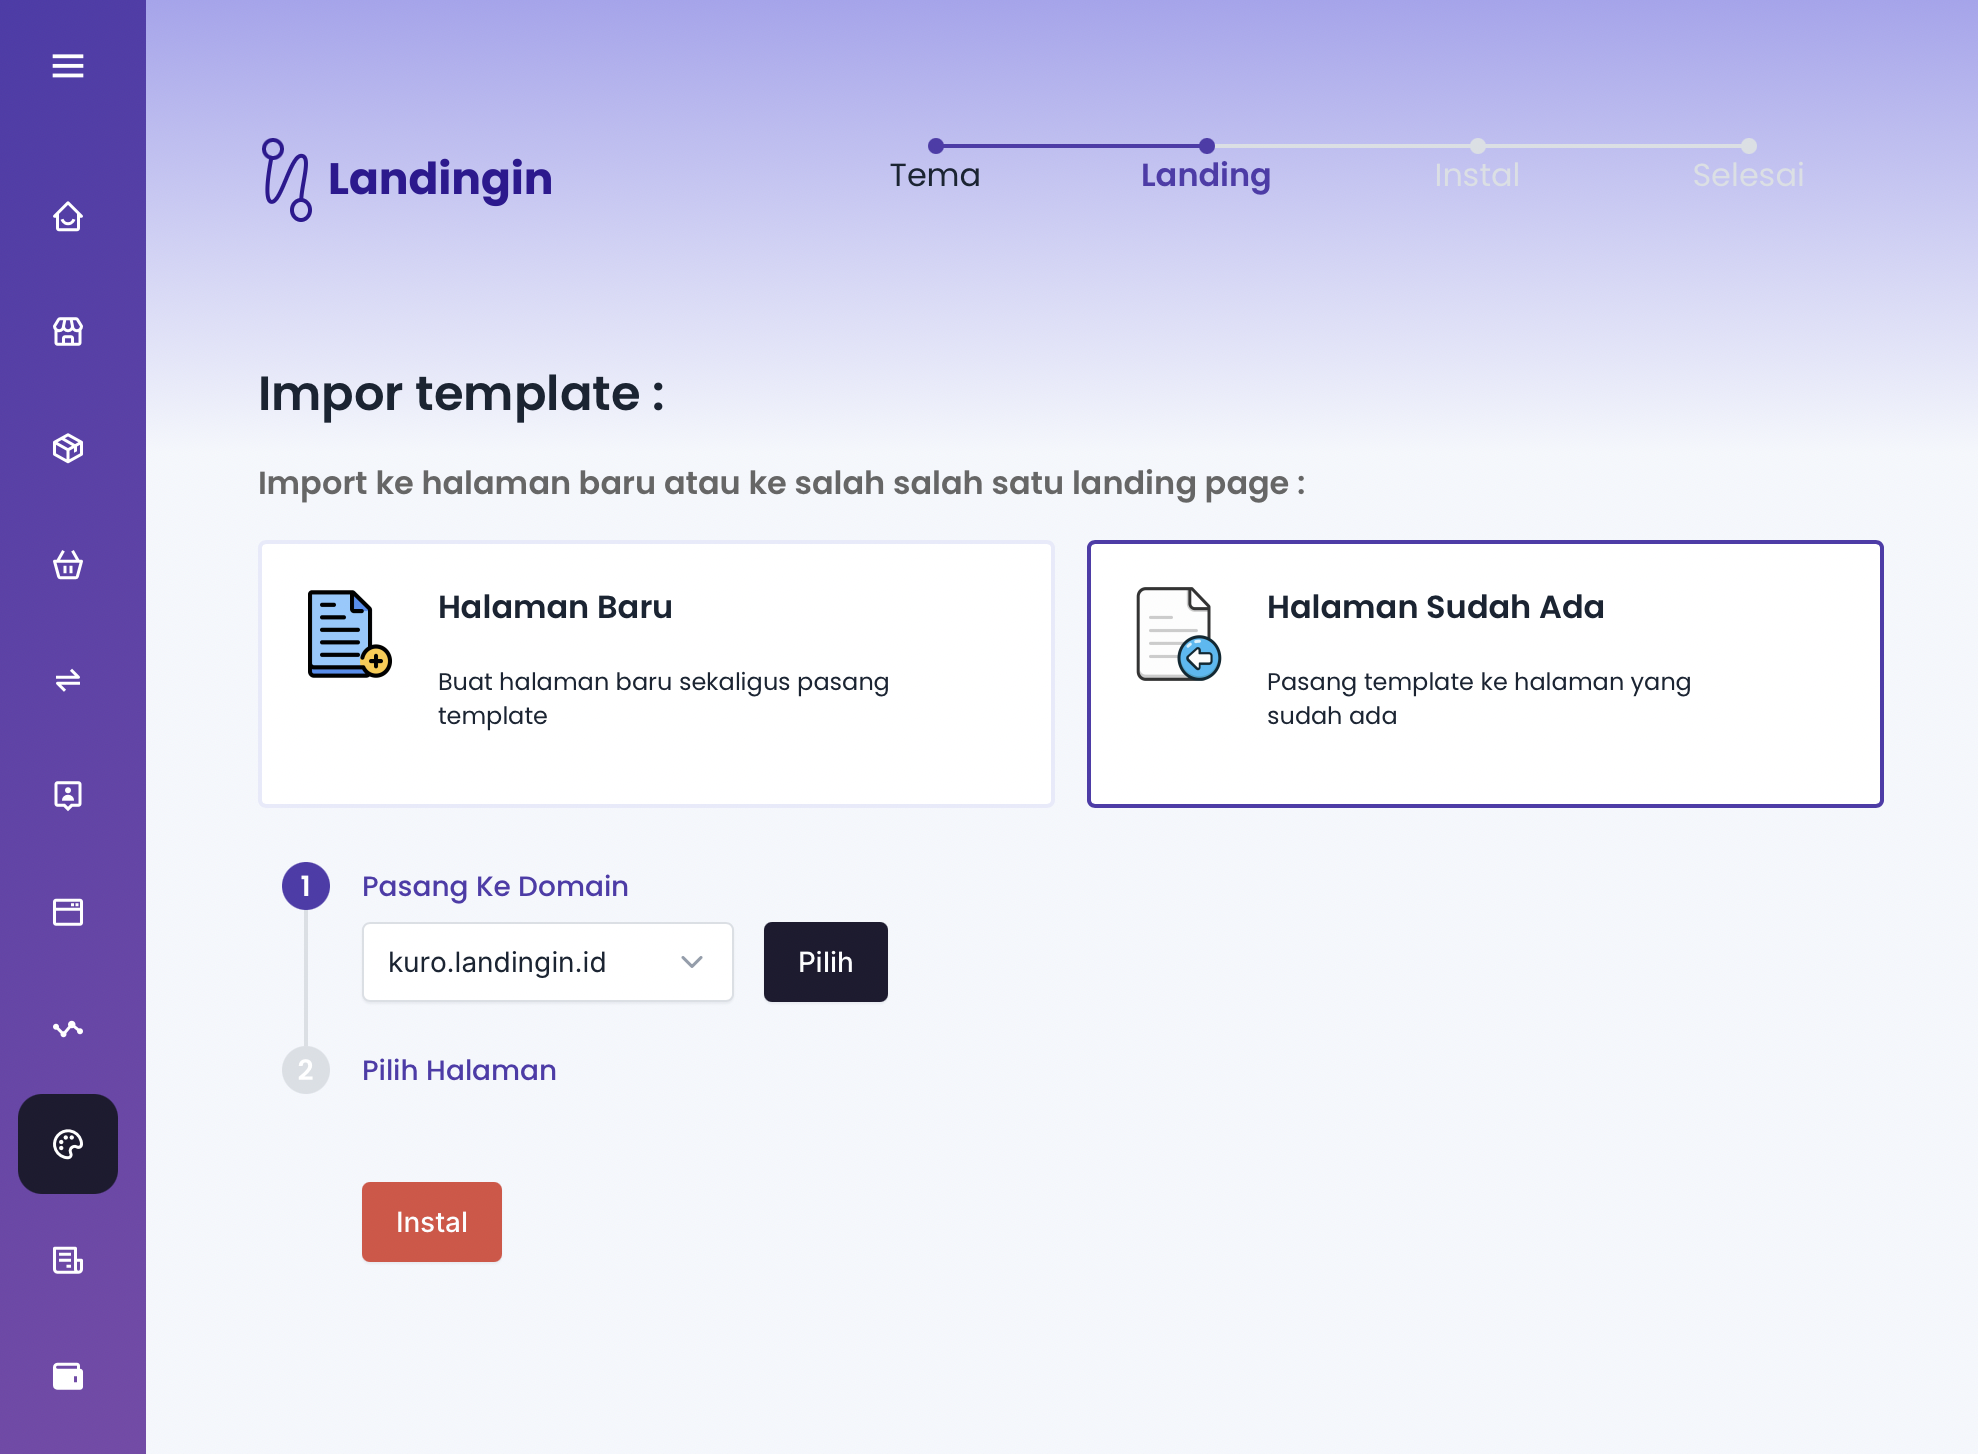 Landingin
Tema
Landing
Instal
Selesai
Impor template :
Import ke halaman baru atau ke salah salah satu landing page :
Halaman Baru
Buat halaman baru sekaligus pasang
template
Halaman Sudah Ada
Pasang template ke halaman yang
sudah ada
1
Pasang Ke Domain
kuro.landingin.id
Pilih
2
Pilih Halaman
Instal